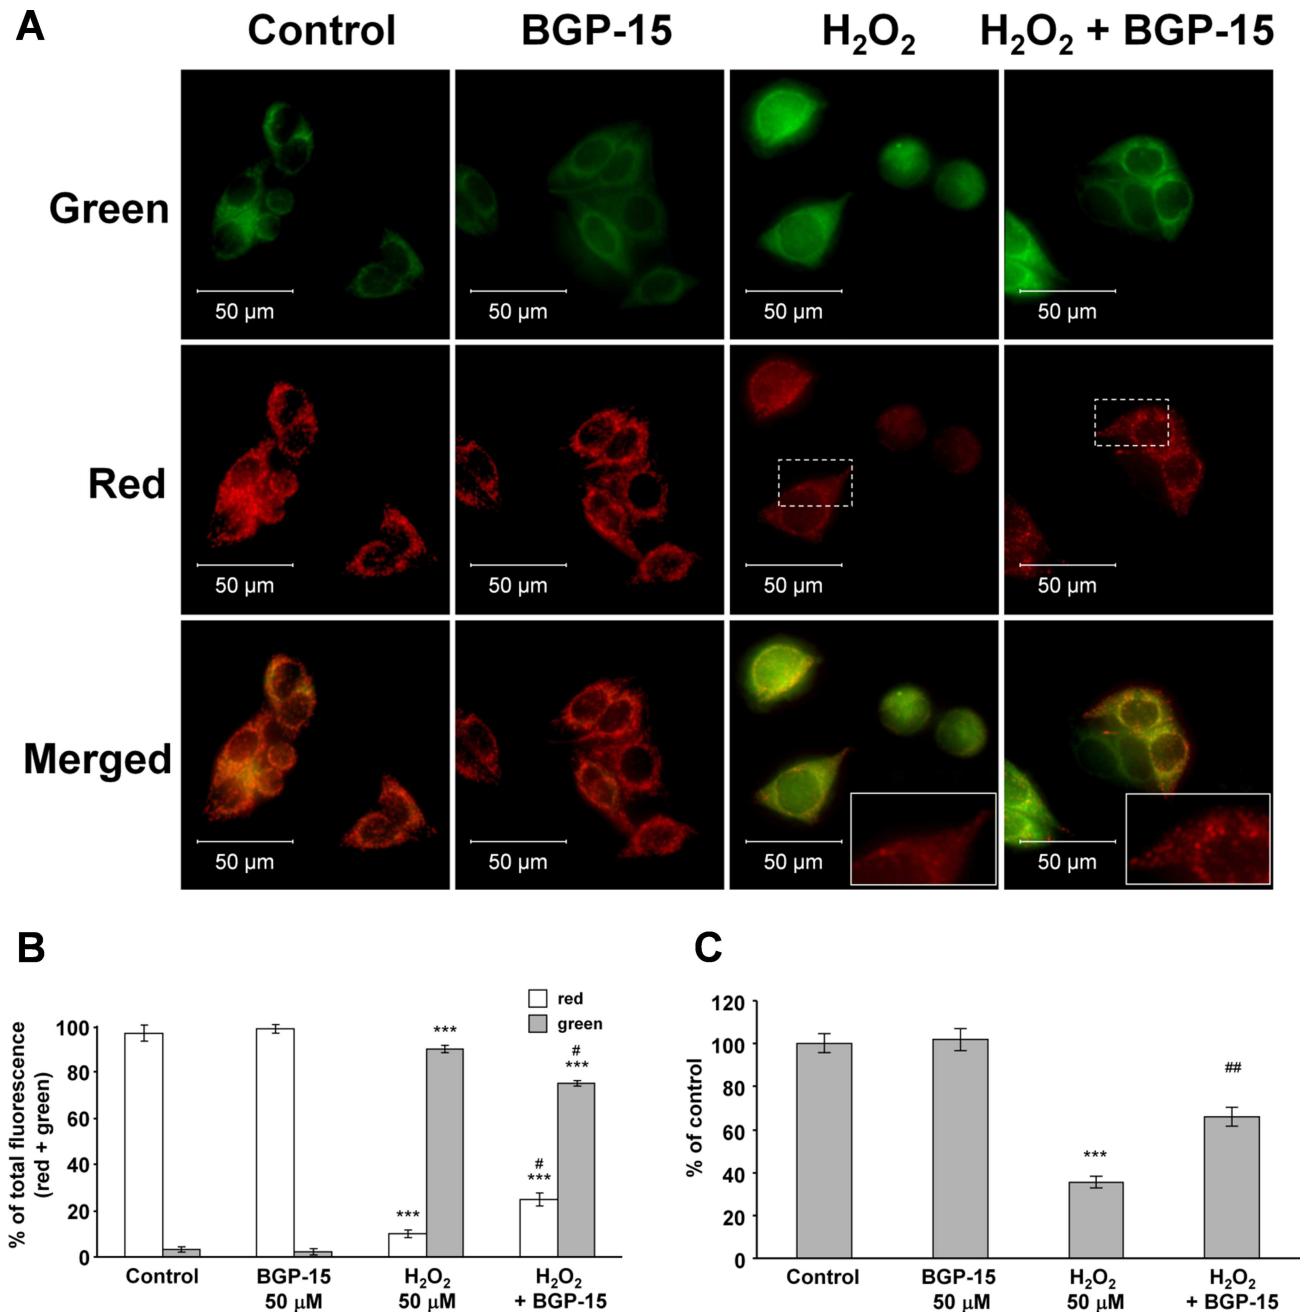 A
Control BGP-15 H₂O₂ H₂O₂ + BGP-15
Green
50 µm 50 µm 50 µm 50 µm
Red
50 µm 50 µm 50 µm 50 µm
Merged
50 µm 50 µm 50 µm 50 µm
B
% of total fluorescence
(red + green)
red
green
100
80
60
40
20
0
***
***
#
***
#
***
Control BGP-15 H₂O₂ H₂O₂
50 µM 50 µM + BGP-15
C
% of control
120
100
80
60
40
20
0
***
##
Control BGP-15 H₂O₂ H₂O₂
50 µM 50 µM + BGP-15